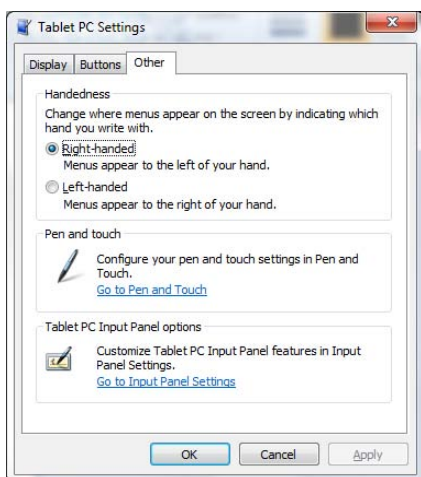 Tablet PC Settings
Display Buttons Other
Handedness
Change where menus appear on the screen by indicating which
hand you write with.
Right-handed
Menus appear to the left of your hand.
Left-handed
Menus appear to the right of your hand.
Pen and touch
Configure your pen and touch settings in Pen and
Touch.
Go to Pen and Touch
Tablet PC Input Panel options
Customize Tablet PC Input Panel features in Input
Panel Settings.
Go to Input Panel Settings
OK Cancel Apply